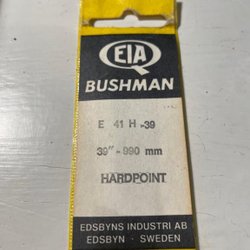 EIA
BUSHMAN
E 41 H -39
39"-990 mm
HARDPOINT
EDSBYNS INDUSTRI AB
EDSBYN - SWEDEN